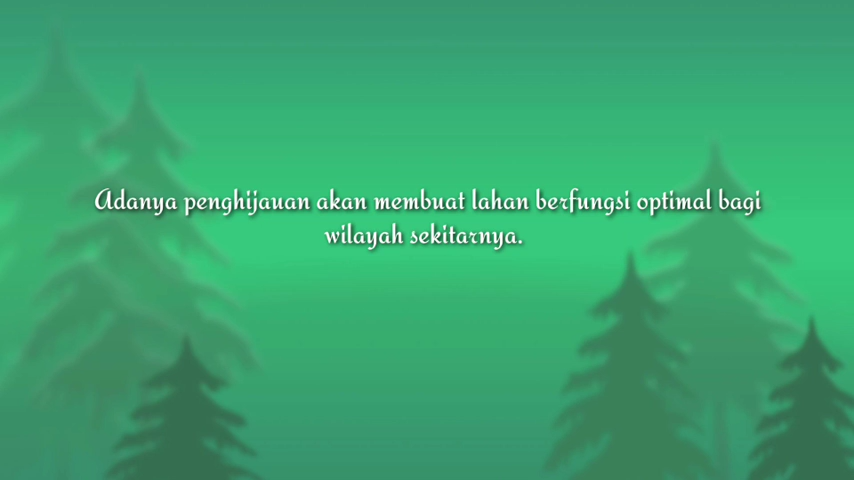 Adanya penghijauan akan membuat lahan berfungsi optimal bagi
wilayah sekitarnya.